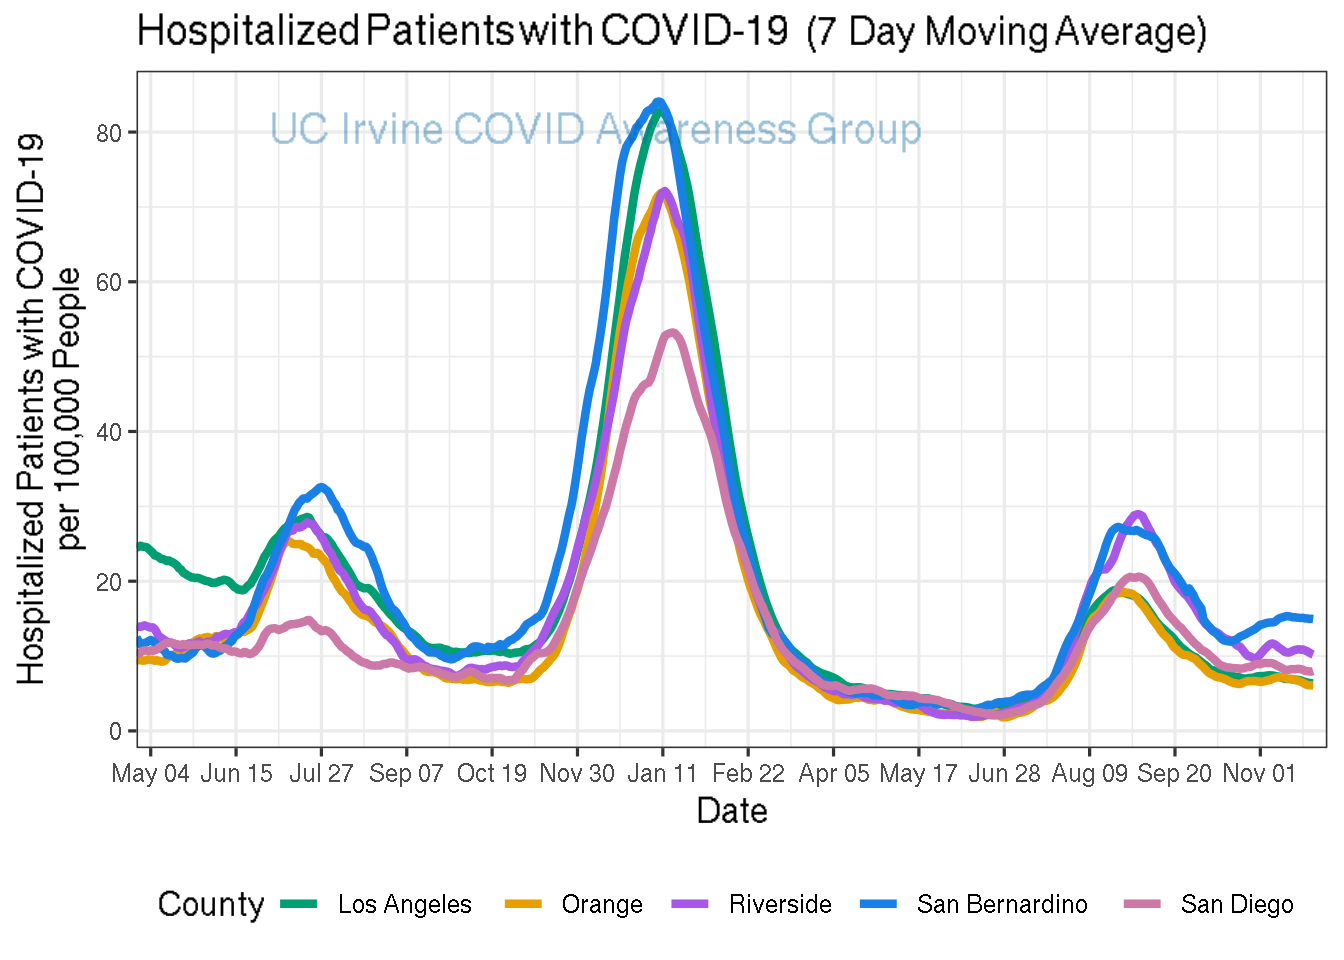 Hospitalized Patients with COVID-19 (7 Day Moving Average)
UC Irvine COVID Awareness Group
Hospitalized Patients with COVID-19
per 100,000 People
80
60
40
20
0
May 04 Jun 15 Jul 27 Sep 07 Oct 19 Nov 30 Jan 11 Feb 22 Apr 05 May 17 Jun 28 Aug 09 Sep 20 Nov 01
Date
County Los Angeles Orange Riverside San Bernardino San Diego